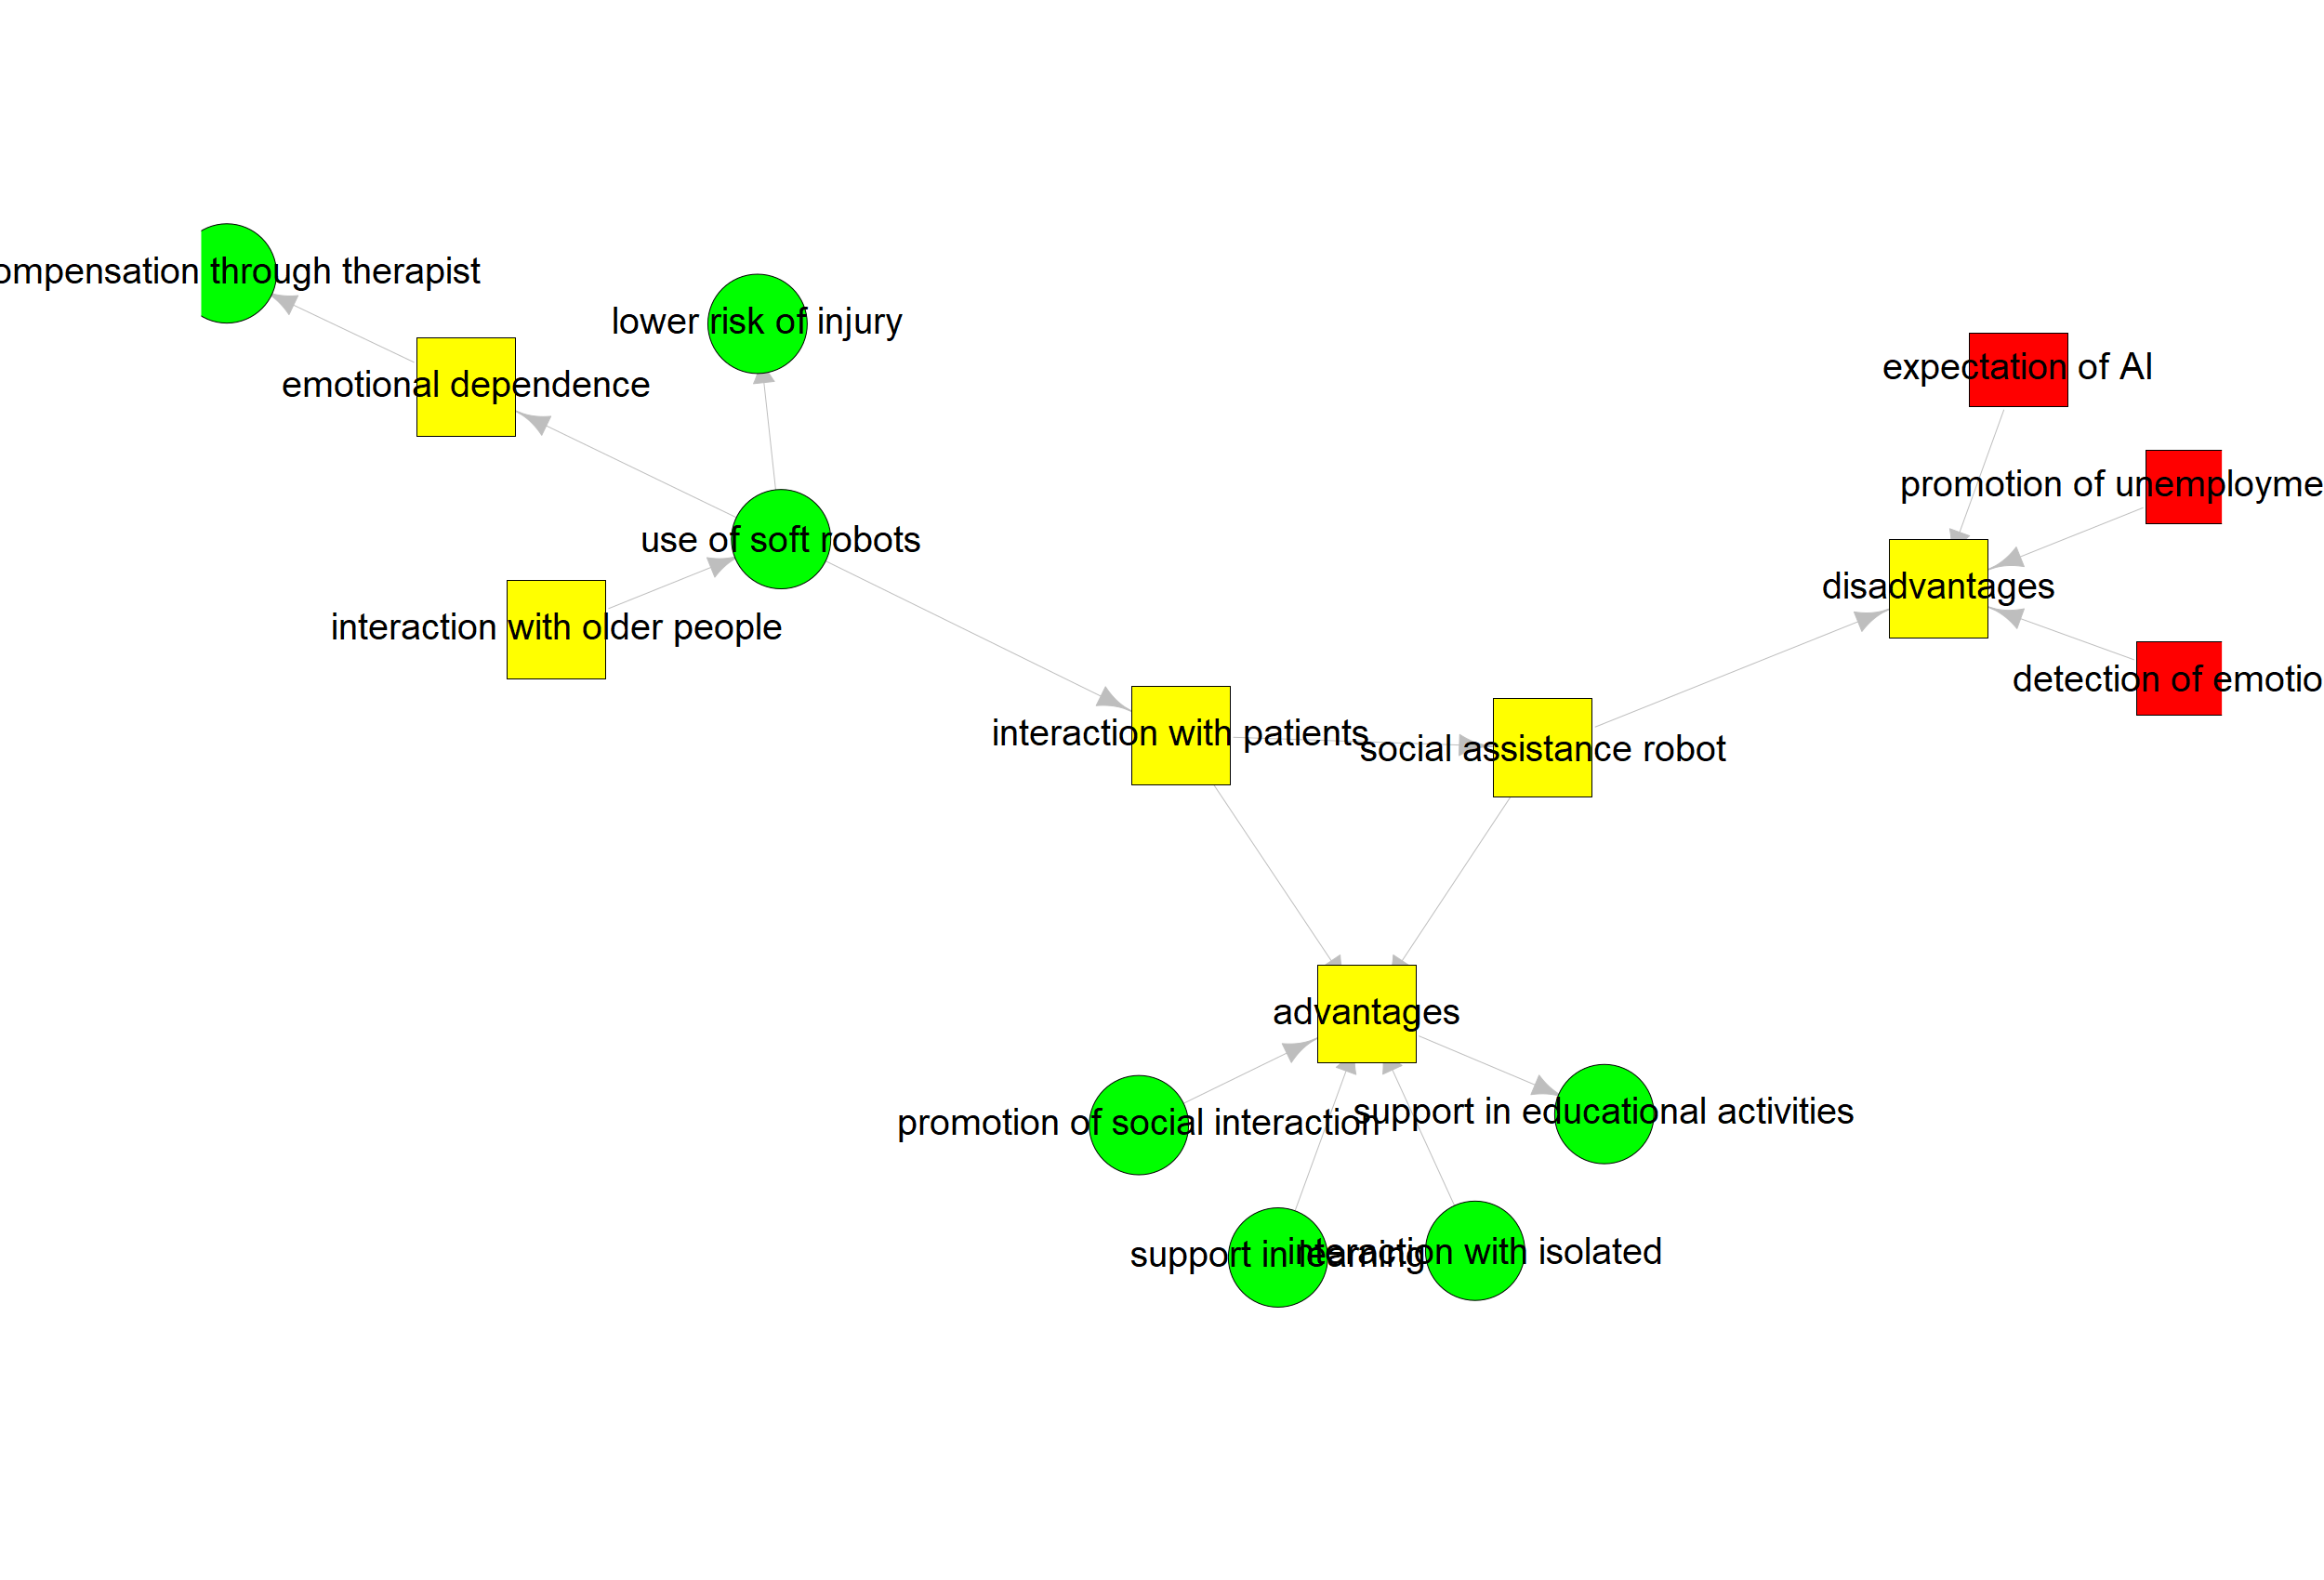 ompensation through therapist
lower risk of injury
emotional dependence
expectation of AI
promotion of unemployme
use of soft robots
disadvantages
interaction with older people
detection of emotio
interaction with patients
social assistance robot
advantages
promotion of social interaction
support in educational activities
support in learning
interaction with isolated